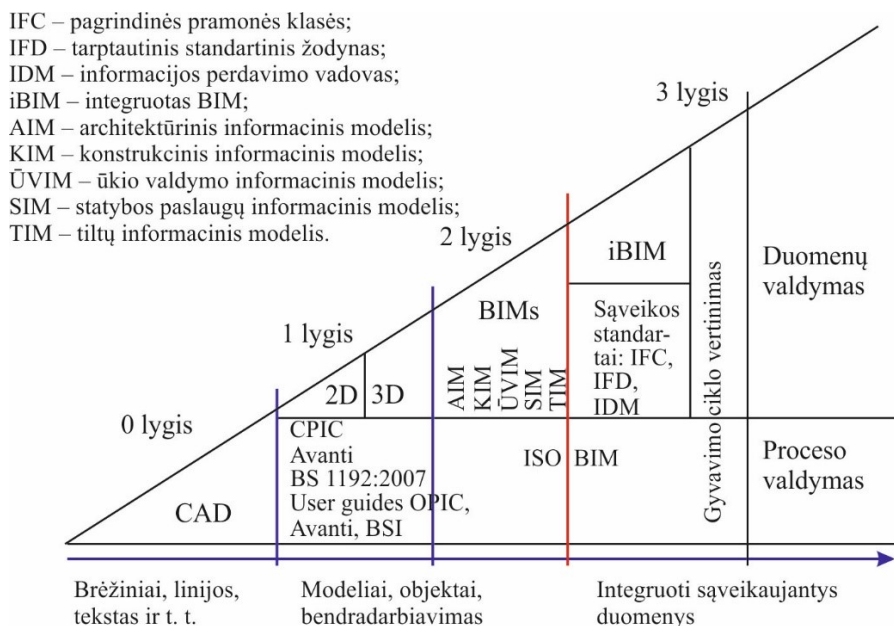 IFC – pagrindinės pramonės klasės;
IFD – tarptautinis standartinis žodynas;
IDM – informacijos perdavimo vadovas;
iBIM – integruotas BIM;
AIM – architektūrinis informacinis modelis;
KIM – konstrukcinis informacinis modelis;
ŪVIM – ūkio valdymo informacinis modelis;
SIM – statybos paslaugų informacinis modelis;
TIM – tiltų informacinis modelis.
0 lygis
1 lygis
2 lygis
3 lygis
CAD
2D
3D
CPIC
Avanti
BS 1192:2007
User guides OPIC,
Avanti, BSI
BIMs
AIM
KIM
ŪVIM
SIM
TIM
ISO BIM
iBIM
Sąveikos
standar-
tai: IFC,
IFD,
IDM
Gyvavimo ciklo vertinimas
Duomenų
valdymas
Proceso
valdymas
Brėžiniai, linijos,
tekstas ir t. t.
Modeliai, objektai,
bendradarbiavimas
Integruoti sąveikaujantys
duomenys